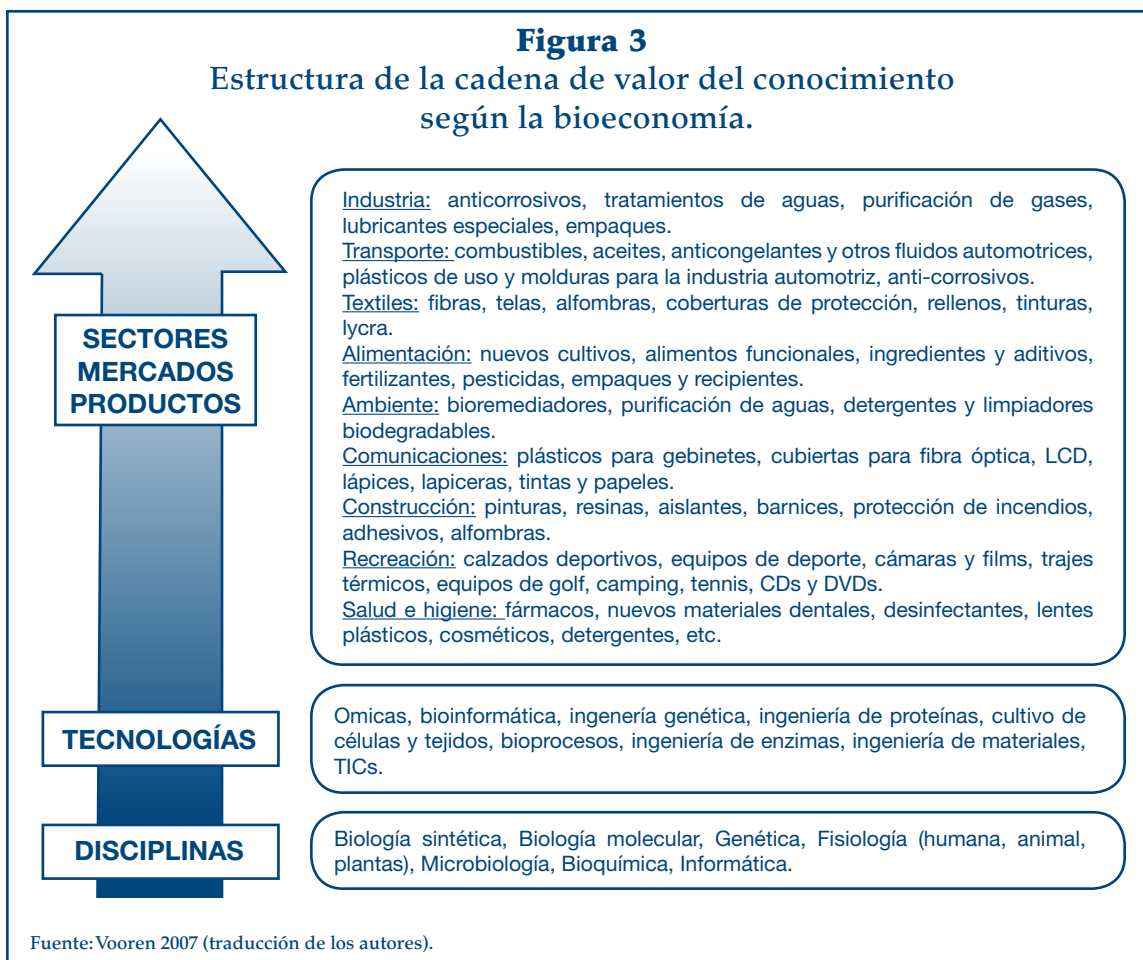 Figura 3
Estructura de la cadena de valor del conocimiento
según la bioeconomía.
Industria: anticorrosivos, tratamientos de aguas, purificación de gases,
lubricantes especiales, empaques.
Transporte: combustibles, aceites, anticongelantes y otros fluidos automotrices,
plásticos de uso y molduras para la industria automotriz, anti-corrosivos.
Textiles: fibras, telas, alfombras, coberturas de protección, rellenos, tinturas,
lycra.
Alimentación: nuevos cultivos, alimentos funcionales, ingredientes y aditivos,
fertilizantes, pesticidas, empaques y recipientes.
Ambiente: bioremediadores, purificación de aguas, detergentes y limpiadores
biodegradables.
Comunicaciones: plásticos para gebinetes, cubiertas para fibra óptica, LCD,
lápices, lapiceras, tintas y papeles.
Construcción: pinturas, resinas, aislantes, barnices, protección de incendios,
adhesivos, alfombras.
Recreación: calzados deportivos, equipos de deporte, cámaras y films, trajes
térmicos, equipos de golf, camping, tennis, CDs y DVDs.
Salud e higiene: fármacos, nuevos materiales dentales, desinfectantes, lentes
plásticos, cosméticos, detergentes, etc.
SECTORES
MERCADOS
PRODUCTOS
TECNOLOGÍAS
Omicas, bioinformática, ingenería genética, ingeniería de proteínas, cultivo de
células y tejidos, bioprocesos, ingeniería de enzimas, ingeniería de materiales,
TICs.
DISCIPLINAS
Biología sintética, Biología molecular, Genética, Fisiología (humana, animal,
plantas), Microbiología, Bioquímica, Informática.
Fuente: Vooren 2007 (traducción de los autores).